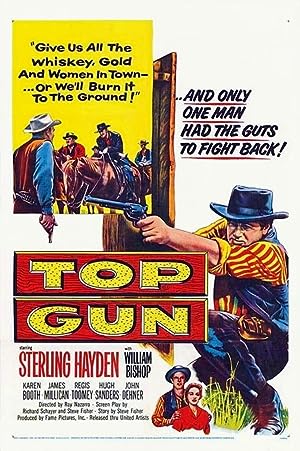 "Give Us All The
Whiskey, Gold
And Women In Town—
...or We'll Burn It
To The Ground!"
...AND ONLY
ONE MAN
HAD THE GUTS
TO FIGHT BACK!
TOP
GUN
starring
STERLING HAYDEN
with
WILLIAM
BISHOP
KAREN BOOTH
JAMES MILLICAN
REGIS TOOMEY
HUGH SANDERS
JOHN DEHNER
Directed by Ray Nazarro - Screen Play by
Richard Schayer and Steve Fisher - Story by Steve Fisher
Produced by Fame Pictures, Inc. - Released thru United Artists